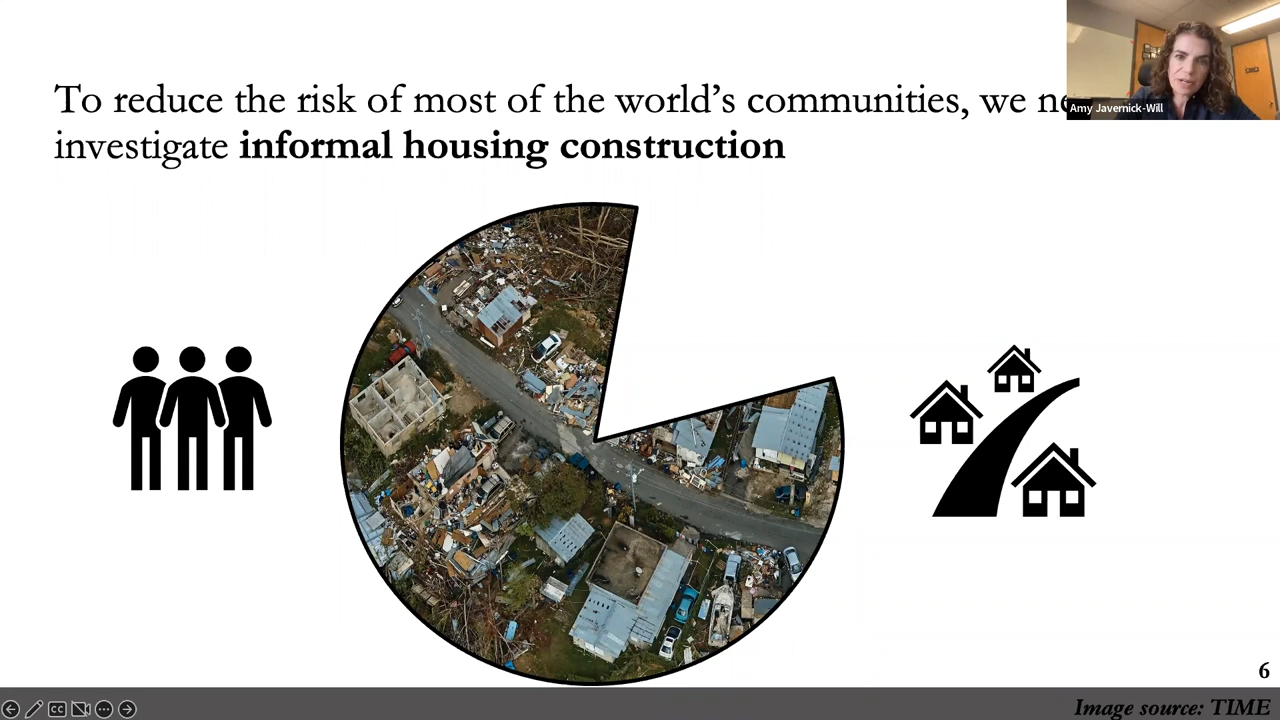 To reduce the risk of most of the world's communities, we
investigate informal housing construction
Amy Javernick-Will
6
CC
Image source: TIME